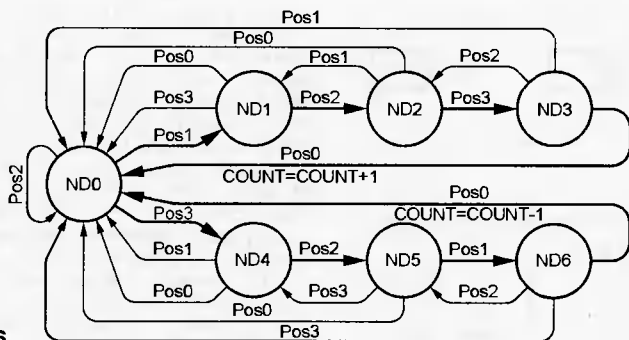 Pos1
Pos0
Pos0
Pos1
Pos2
Pos3
ND1
Pos2
ND2
Pos3
ND3
Pos1
Pos0
COUNT=COUNT+1
Pos2
ND0
Pos0
COUNT=COUNT-1
Pos3
Pos1
ND4
Pos2
ND5
Pos1
ND6
Pos0
Pos3
Pos2
Pos0
Pos3
s